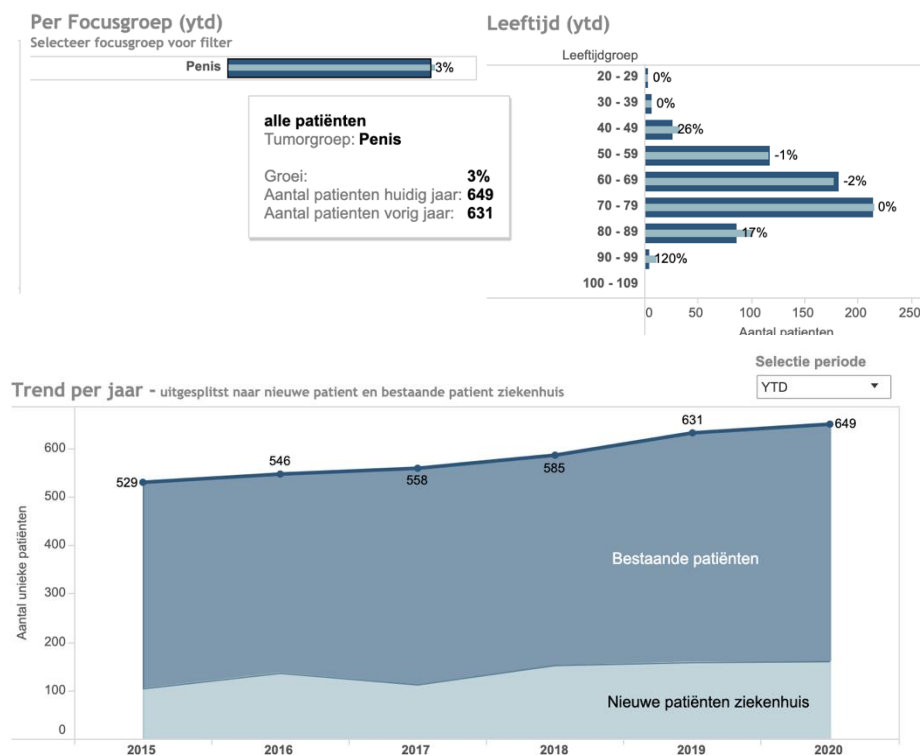 Per Focusgroep (ytd)
Selecteer focusgroep voor filter
Penis
3%
alle patiënten
Tumorgroep: Penis
Groei: 3%
Aantal patienten huidig jaar: 649
Aantal patienten vorig jaar: 631
Leeftijd (ytd)
Leeftijdgroep
20 - 29 0%
30 - 39 0%
40 - 49 26%
50 - 59 -1%
60 - 69 -2%
70 - 79 0%
80 - 89 17%
90 - 99 120%
100 - 109
0 50 100 150 200 250
Aantal patienten
Selectie periode
YTD
Trend per jaar - uitgesplitst naar nieuwe patient en bestaande patient ziekenhuis
Aantal unieke patiënten
600
500
400
300
200
100
0
529
546
558
585
631
649
Bestaande patiënten
Nieuwe patiënten ziekenhuis
2015 2016 2017 2018 2019 2020